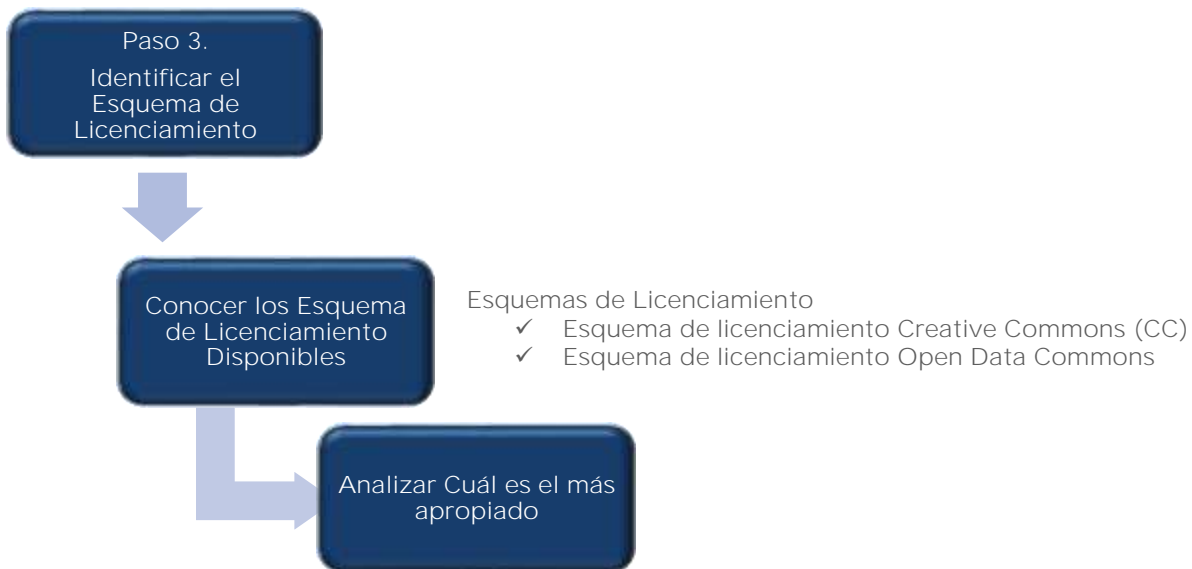 Paso 3.
Identificar el
Esquema de
Licenciamiento
Conocer los Esquema
de Licenciamiento
Disponibles
Esquemas de Licenciamiento
✓ Esquema de licenciamiento Creative Commons (CC)
✓ Esquema de licenciamiento Open Data Commons
Analizar Cuál es el más
apropiado